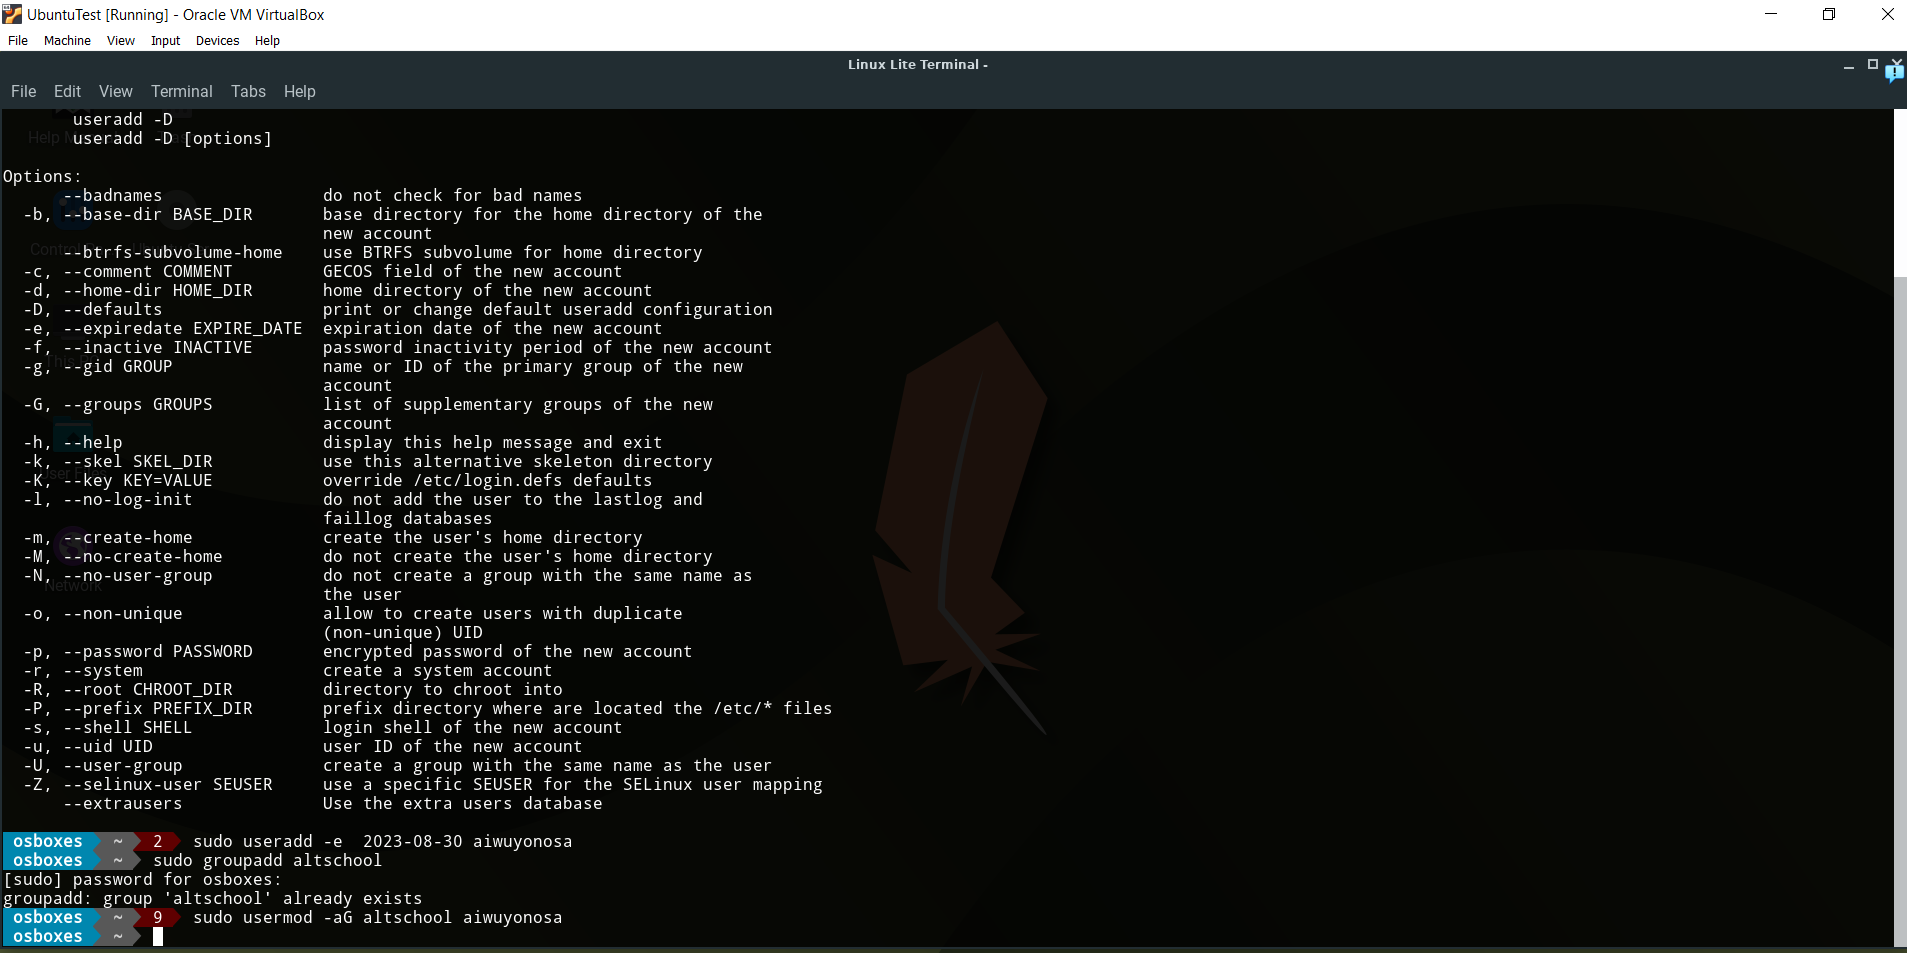 UbuntuTest [Running] - Oracle VM VirtualBox
File Machine View Input Devices Help
Linux Lite Terminal -
File Edit View Terminal Tabs Help
useradd -D
useradd -D [options]
Options:
--badnames do not check for bad names
-b, --base-dir BASE_DIR base directory for the home directory of the
new account
--btrfs-subvolume-home use BTRFS subvolume for home directory
-c, --comment COMMENT GECOS field of the new account
-d, --home-dir HOME_DIR home directory of the new account
-D, --defaults print or change default useradd configuration
-e, --expiredate EXPIRE_DATE expiration date of the new account
-f, --inactive INACTIVE password inactivity period of the new account
-g, --gid GROUP name or ID of the primary group of the new
account
-G, --groups GROUPS list of supplementary groups of the new
account
-h, --help display this help message and exit
-k, --skel SKEL_DIR use this alternative skeleton directory
-K, --key KEY=VALUE override /etc/login.defs defaults
-l, --no-log-init do not add the user to the lastlog and
faillog databases
-m, --create-home create the user's home directory
-M, --no-create-home do not create the user's home directory
-N, --no-user-group do not create a group with the same name as
the user
Network
-o, --non-unique allow to create users with duplicate
(non-unique) UID
-p, --password PASSWORD encrypted password of the new account
-r, --system create a system account
-R, --root CHROOT_DIR directory to chroot into
-P, --prefix PREFIX_DIR prefix directory where are located the /etc/* files
-s, --shell SHELL login shell of the new account
-u, --uid UID user ID of the new account
-U, --user-group create a group with the same name as the user
-Z, --selinux-user SEUSER use a specific SEUSER for the SELinux user mapping
--extrausers Use the extra users database
osboxes ~ 2 sudo useradd -e  2023-08-30 aiwuyonosa
osboxes ~ sudo groupadd altschool
[sudo] password for osboxes:
groupadd: group 'altschool' already exists
osboxes ~ 9 sudo usermod -aG altschool aiwuyonosa
osboxes ~